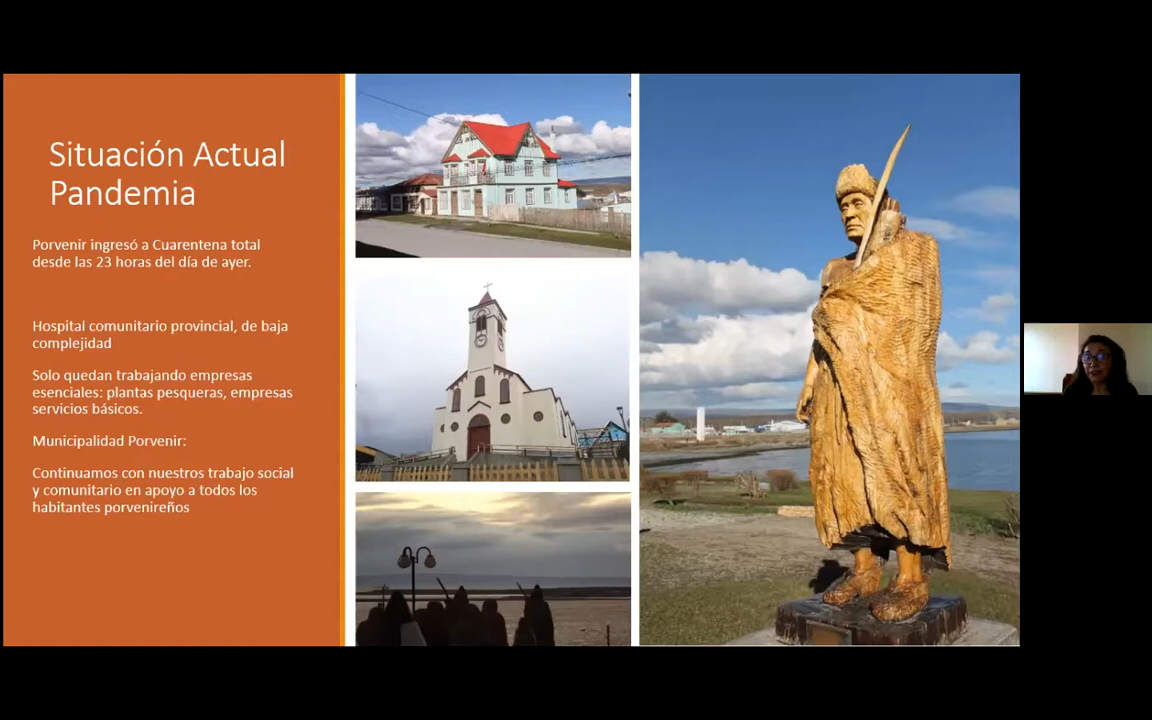 Situación Actual
Pandemia
Porvenir ingresó a Cuarentena total
desde las 23 horas del día de ayer.
Hospital comunitario provincial, de baja
complejidad
Solo quedan trabajando empresas
esenciales: plantas pesqueras, empresas
servicios básicos.
Municipalidad Porvenir:
Continuamos con nuestros trabajo social
y comunitario en apoyo a todos los
habitantes porvenireños